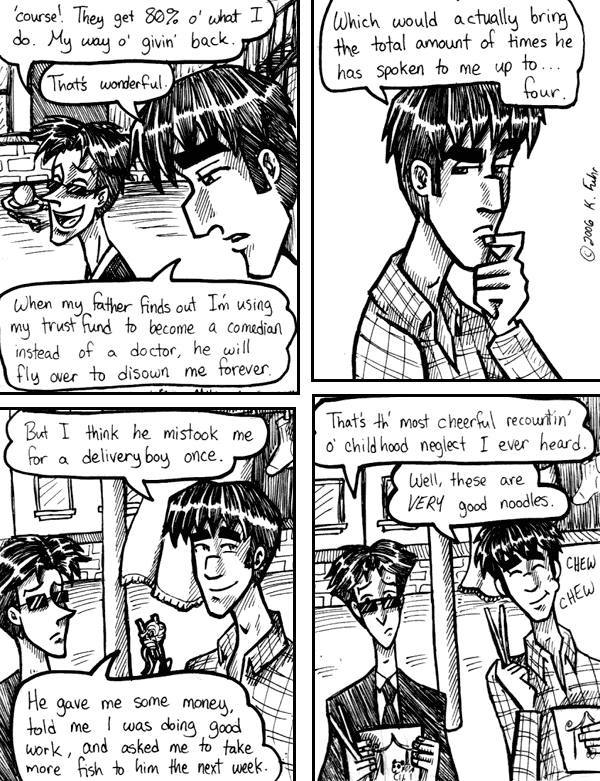 'course! They get 80% o' what I
do. My way o' givin' back.
That's wonderful.
When my father finds out I'm using
my trust fund to become a comedian
instead of a doctor, he will
fly over to disown me forever.
Which would actually bring
the total amount of times he
has spoken to me up to...
four.
© 2006 K. Fuhr
But I think he mistook me
for a delivery boy once.
He gave me some money,
told me I was doing good
work, and asked me to take
more fish to him the next week.
That's th' most cheerful recountin'
o' childhood neglect I ever heard.
Well, these are
VERY good noodles.
CHEW
CHEW